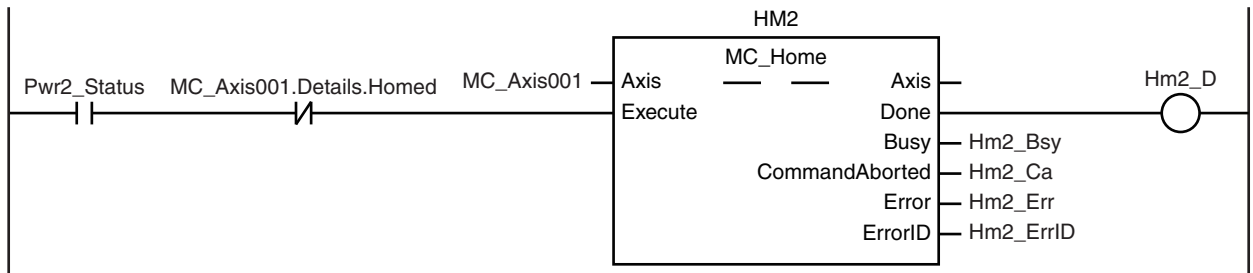 HM2
MC_Home
Pwr2_Status MC_Axis001.Details.Homed MC_Axis001 Axis Axis Hm2_D
Execute Done
Busy Hm2_Bsy
CommandAborted Hm2_Ca
Error Hm2_Err
ErrorID Hm2_ErrID